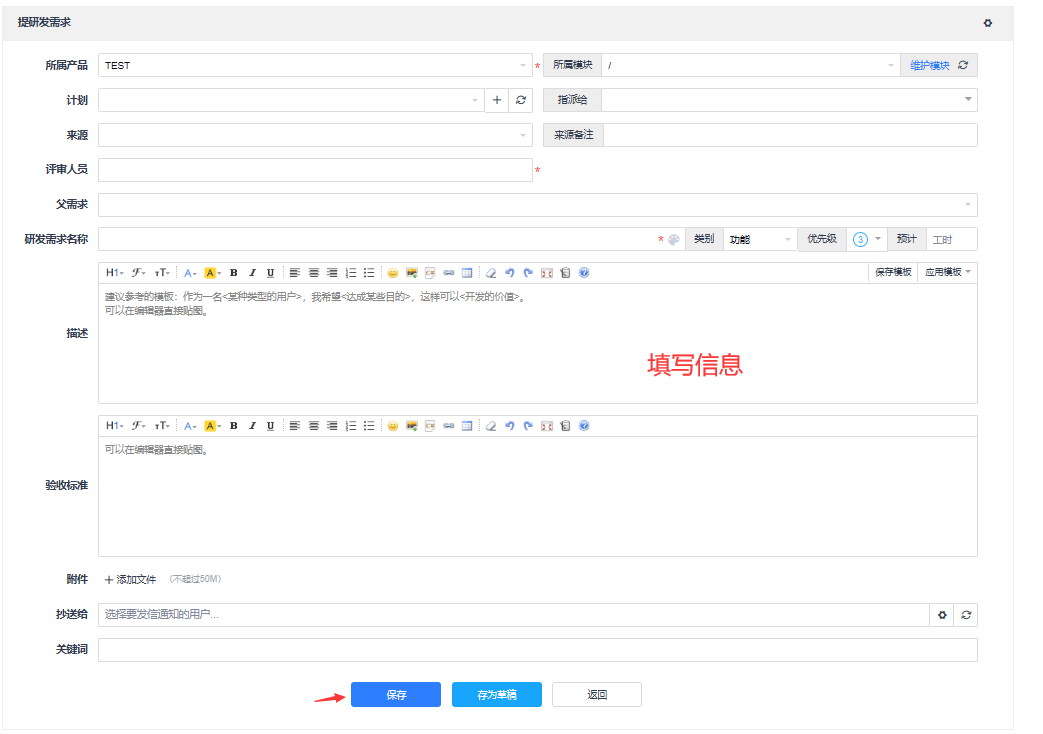 提研发需求
所属产品 TEST * 所属模块 / 维护模块
计划 指派给
来源 来源备注
评审人员 *
父需求
研发需求名称 * 类别 功能 优先级 3 预计 工时
H1 F тT A A B I U 保存模板 应用模板
建议参考的模板：作为一名<某种类型的用户>，我希望<达成某些目的>，这样可以<开发的价值>。
可以在编辑器直接贴图。
描述
填写信息
H1 F тT A A B I U
可以在编辑器直接贴图。
验收标准
附件 + 添加文件 (不超过50M)
抄送给 选择要发信通知的用户...
关键词
保存 存为草稿 返回